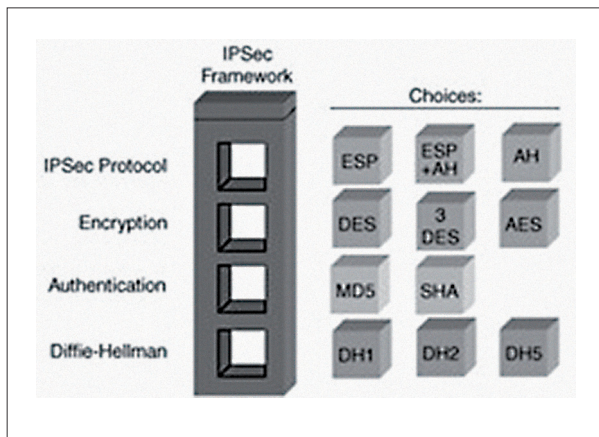 IPSec
Framework
Choices:
IPSec Protocol
ESP
ESP
+AH
AH
Encryption
DES
3
DES
AES
Authentication
MD5
SHA
Diffie-Hellman
DH1
DH2
DH5